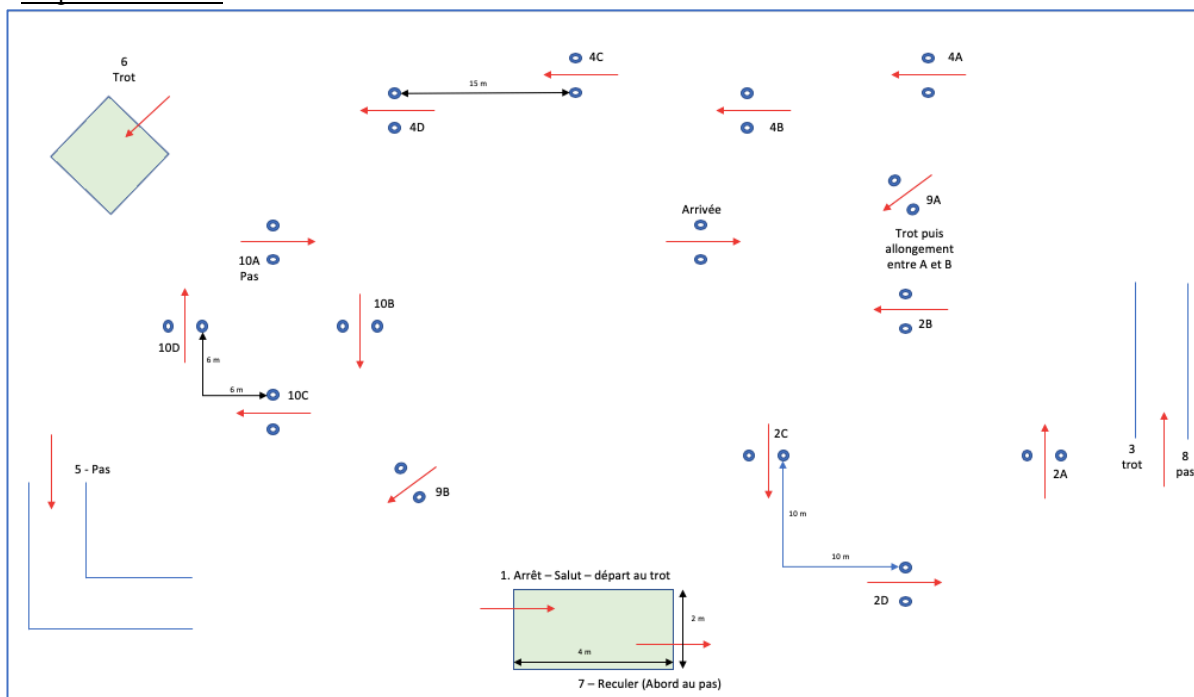 4C
4A
6
Trot
15 m
4D
4B
9A
Arrivée
Trot puis
allongement
entre A et B
10A
Pas
10B
2B
10D
6 m
6 m
10C
2C
3
trot
8
pas
5 - Pas
2A
9B
10 m
10 m
1. Arrêt – Salut – départ au trot
2D
2 m
4 m
7 – Reculer (Abord au pas)